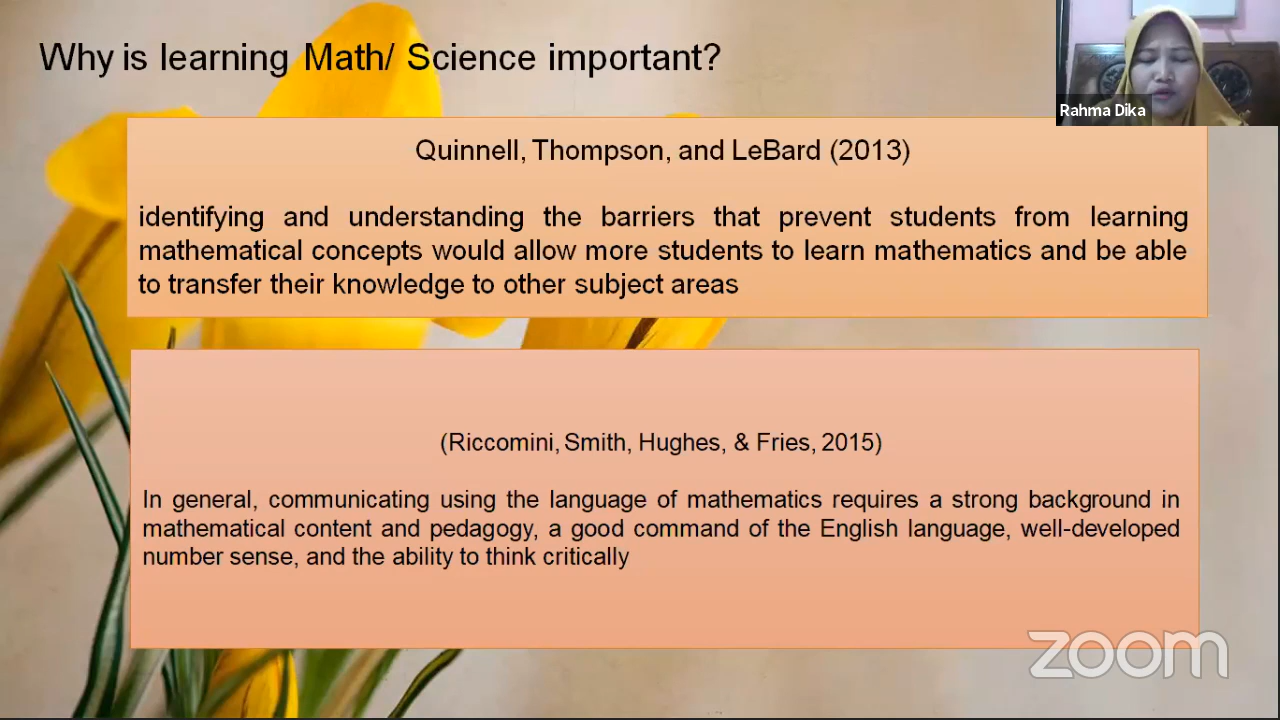 Why is learning Math/ Science important?
Rahma Dika
Quinnell, Thompson, and LeBard (2013)
identifying and understanding the barriers that prevent students from learning
mathematical concepts would allow more students to learn mathematics and be able
to transfer their knowledge to other subject areas
(Riccomini, Smith, Hughes, & Fries, 2015)
In general, communicating using the language of mathematics requires a strong background in
mathematical content and pedagogy, a good command of the English language, well-developed
number sense, and the ability to think critically
zoom